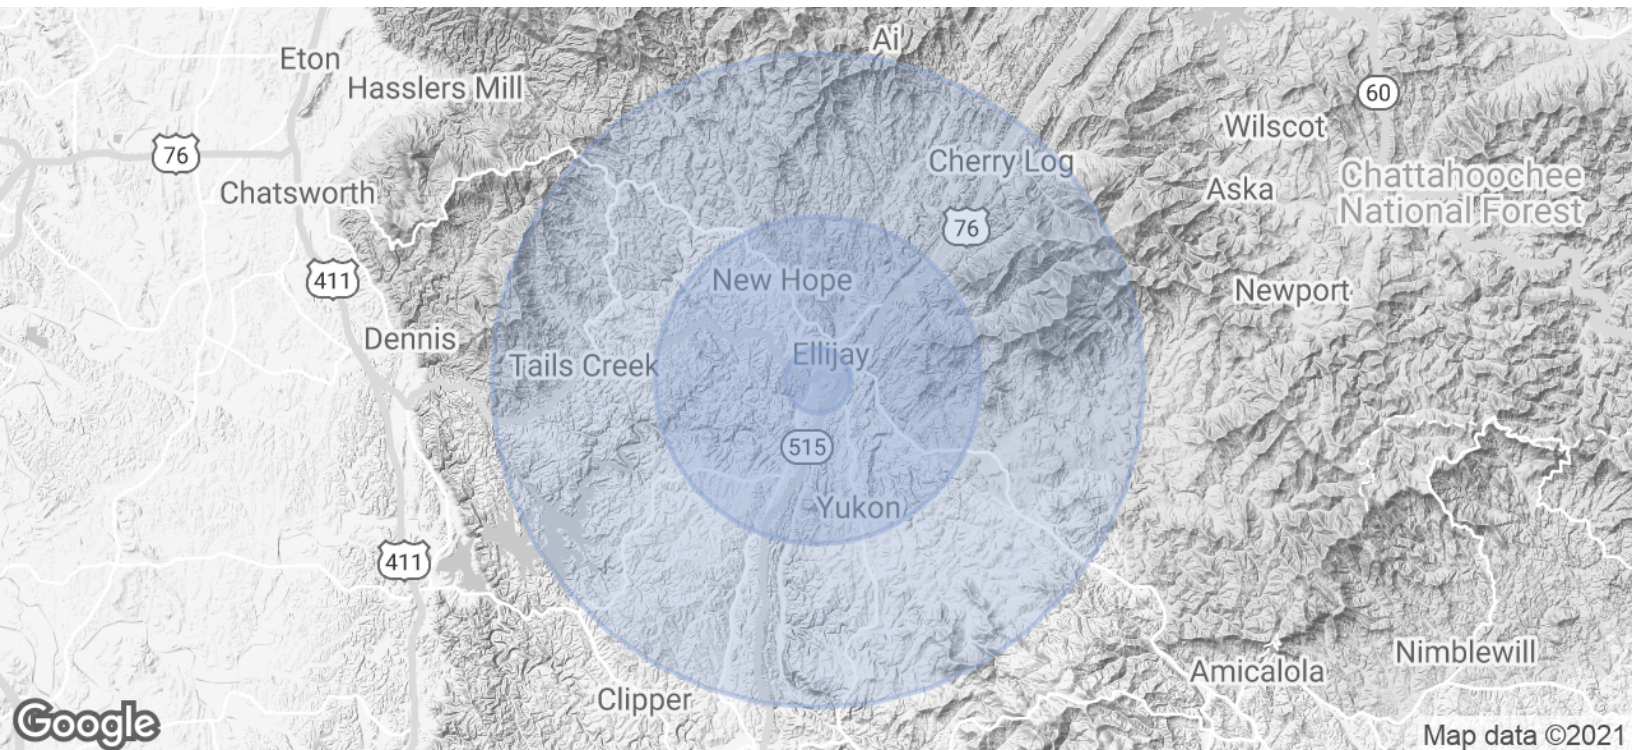 Ai
Eton
Hasslers Mill
60
Wilscot
76
Cherry Log
Chattahoochee
National Forest
Chatsworth
Aska
76
411
New Hope
Newport
Dennis
Ellijay
Tails Creek
515
Yukon
411
Nimblewill
Amicalola
Clipper
Google
Map data ©2021